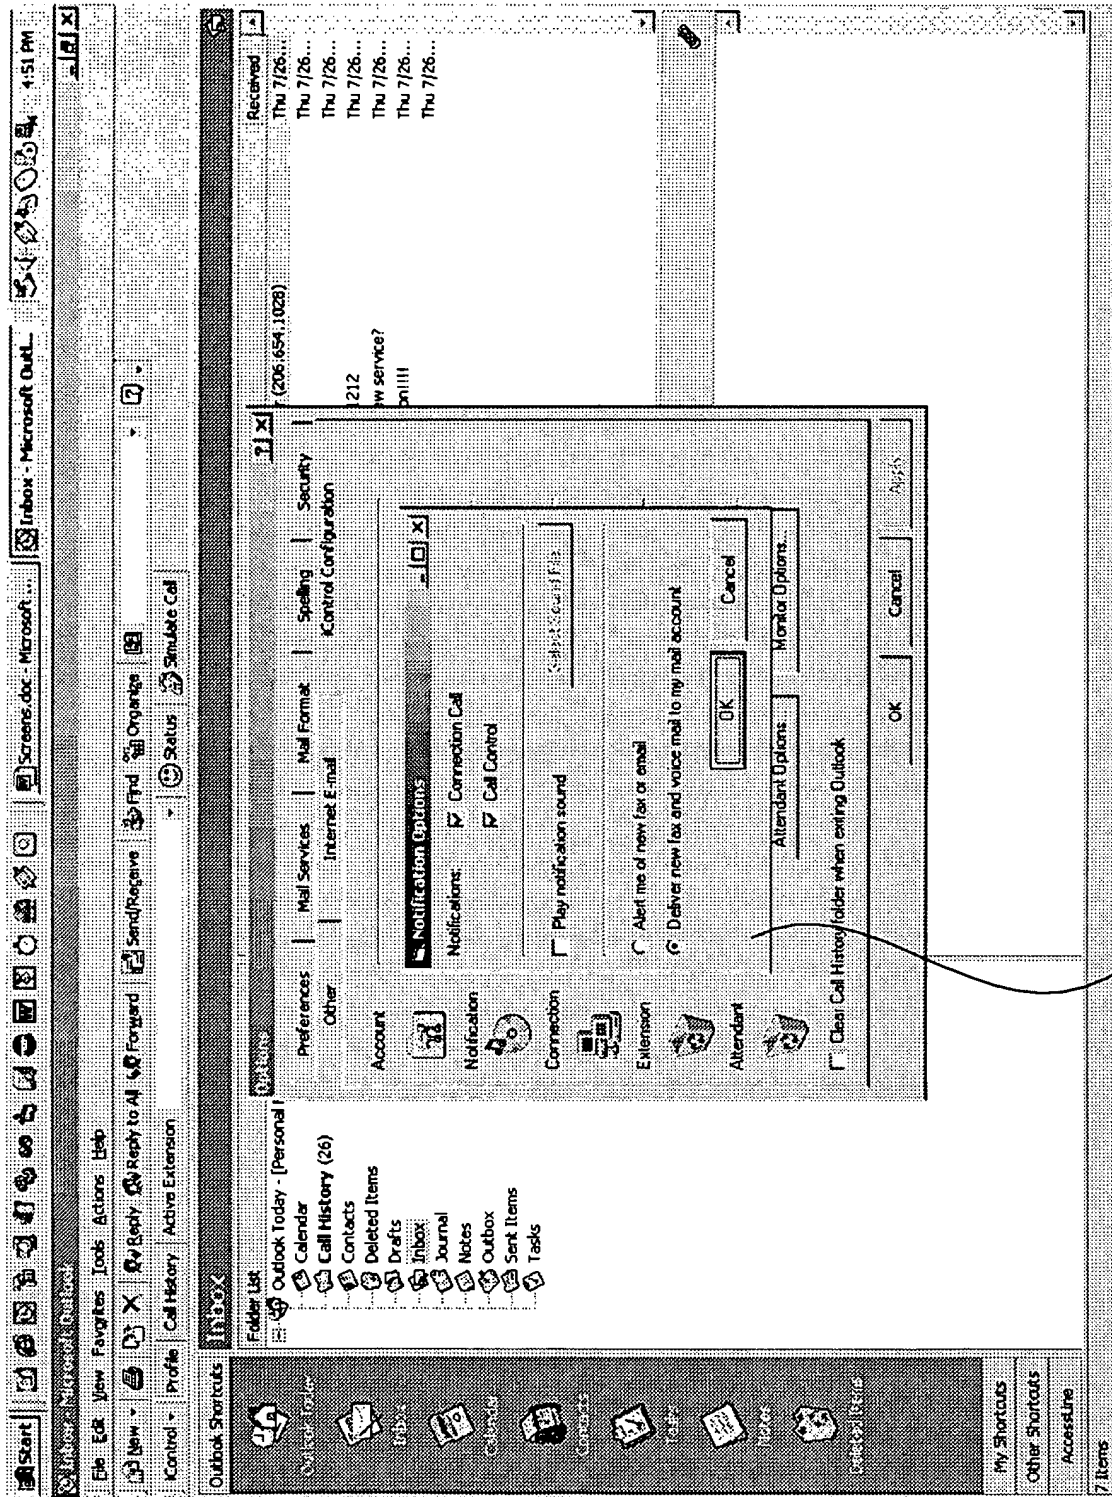 Start
Screens.doc - Microsoft ...
Inbox - Microsoft Outl...
4:51 PM
Inbox - Microsoft Outlook
File Edit View Favorites Tools Actions Help
New Reply Reply to All Forward Send/Receive Find Organize
iControl Profile Call History Active Extension Status Simulate Call
Outlook Shortcuts
Inbox
Outlook Today
Inbox
Calendar
Contacts
Tasks
Notes
Deleted Items
My Shortcuts
Other Shortcuts
AccessLine
7 Items
Folder List
Outlook Today - [Personal
Calendar
Call History (26)
Contacts
Deleted Items
Drafts
Inbox
Journal
Notes
Outbox
Sent Items
Tasks
Received
Thu 7/26...
(206.654.1028) Thu 7/26...
Thu 7/26...
Thu 7/26...
1212 Thu 7/26...
w service? Thu 7/26...
on!!!! Thu 7/26...
Options
Preferences Mail Services Mail Format Spelling Security
Other Internet E-mail iControl Configuration
Account
Notification
Connection
Extension
Attendant
Notification Options
Notifications:
Connection Call
Call Control
Play notification sound
Select Sound File
Alert me of new fax or email
Deliver new fax and voice mail to my mail account
OK Cancel
Attendant Options Monitor Options...
Clear Call History folder when exiting Outlook
OK Cancel Apply